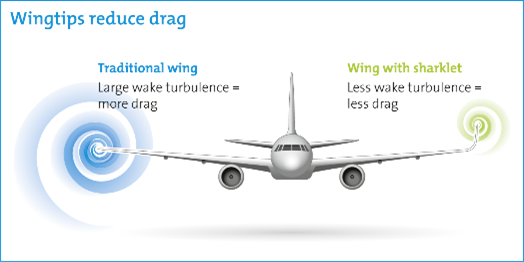 Wingtips reduce drag
Traditional wing
Large wake turbulence =
more drag
Wing with sharklet
Less wake turbulence =
less drag